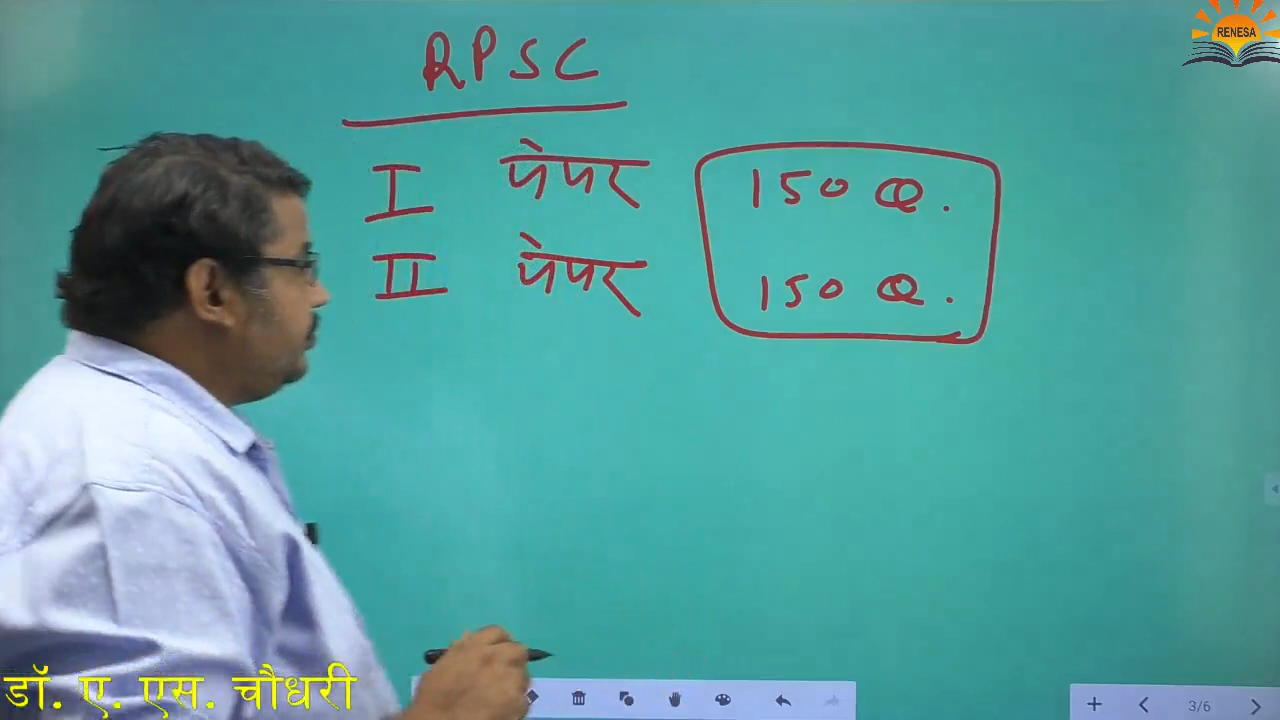 RENESA
RPSC
I पेपर 150 Q.
II पेपर 150 Q.
डॉ. ए. एस. चौधरी
3/6